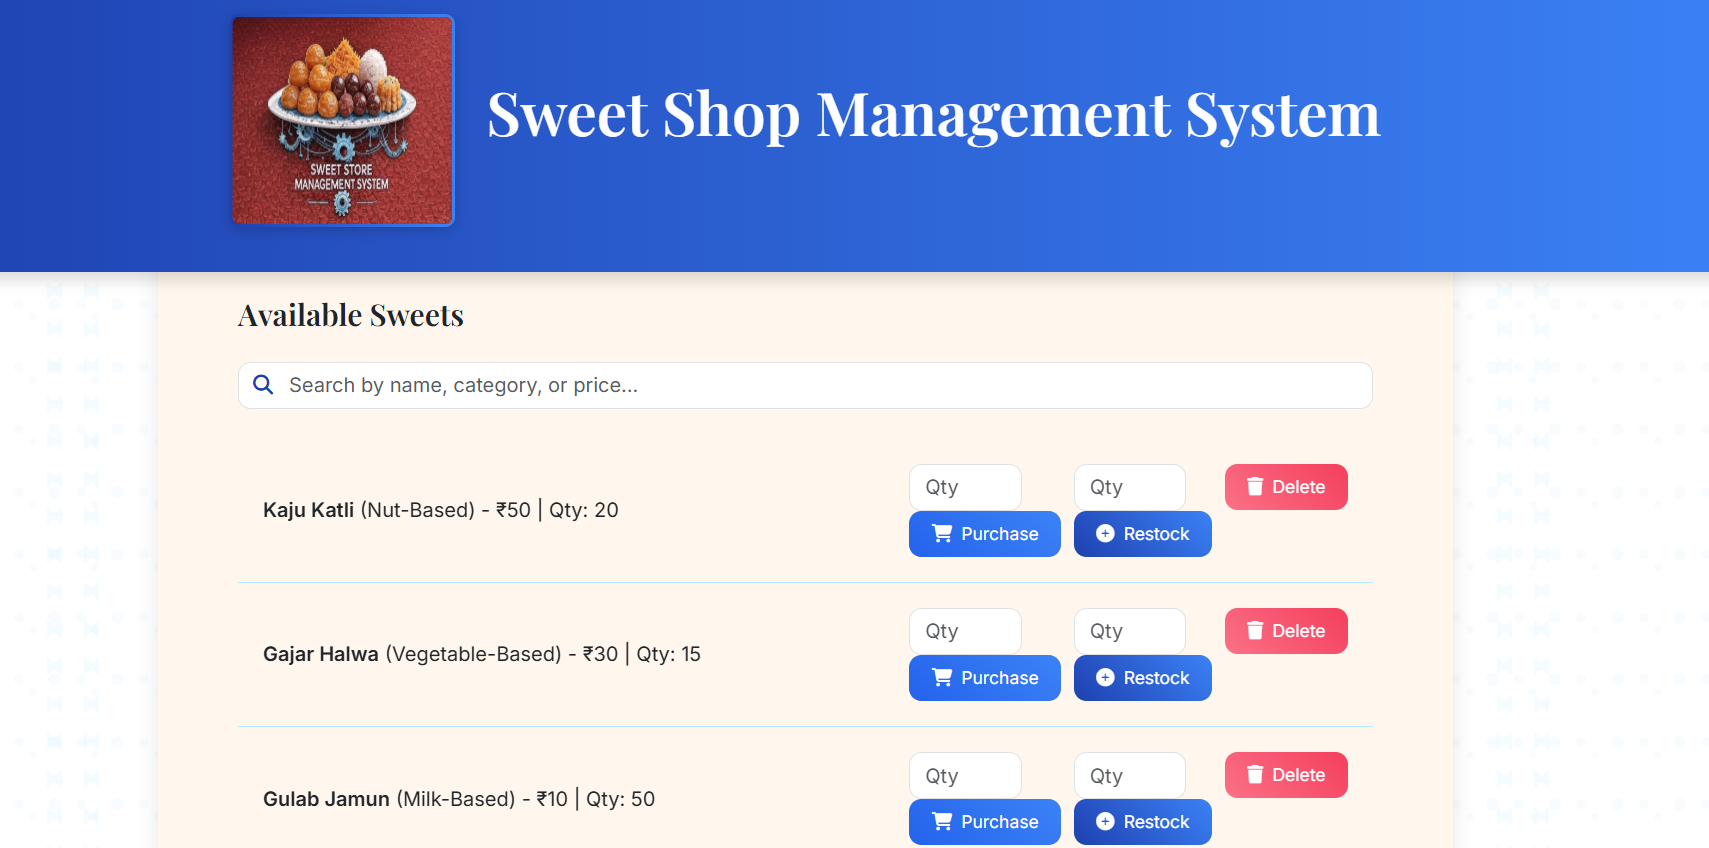 SWEET STORE
MANAGEMENT SYSTEM
Sweet Shop Management System
Available Sweets
Search by name, category, or price...
Kaju Katli (Nut-Based) - ₹50 | Qty: 20
Qty
Qty
Delete
Purchase
Restock
Gajar Halwa (Vegetable-Based) - ₹30 | Qty: 15
Qty
Qty
Delete
Purchase
Restock
Gulab Jamun (Milk-Based) - ₹10 | Qty: 50
Qty
Qty
Delete
Purchase
Restock